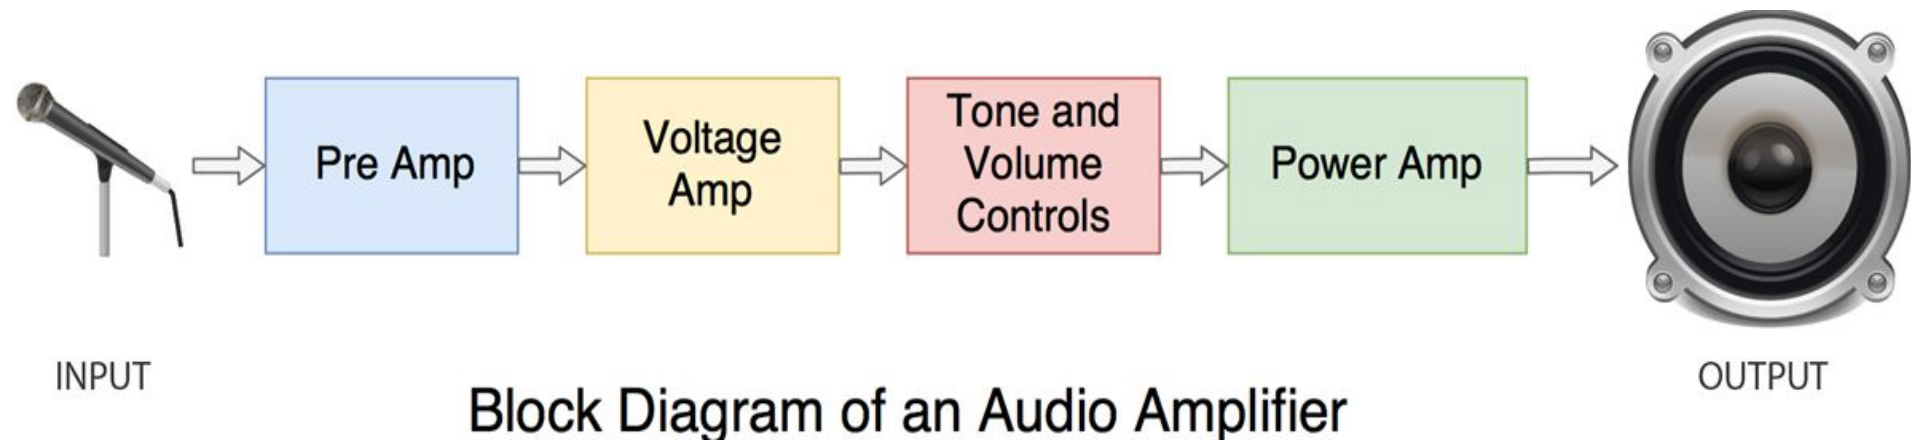 Pre Amp
Voltage
Amp
Tone and
Volume
Controls
Power Amp
INPUT
OUTPUT
Block Diagram of an Audio Amplifier